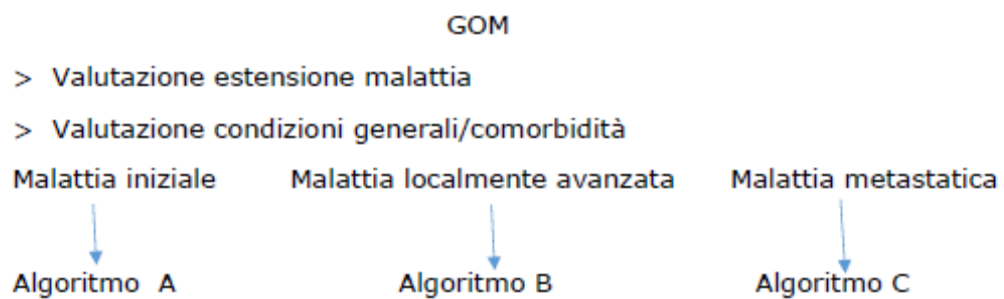 GOM
> Valutazione estensione malattia
> Valutazione condizioni generali/comorbidità
Malattia iniziale Malattia localmente avanzata Malattia metastatica
Algoritmo A Algoritmo B Algoritmo C